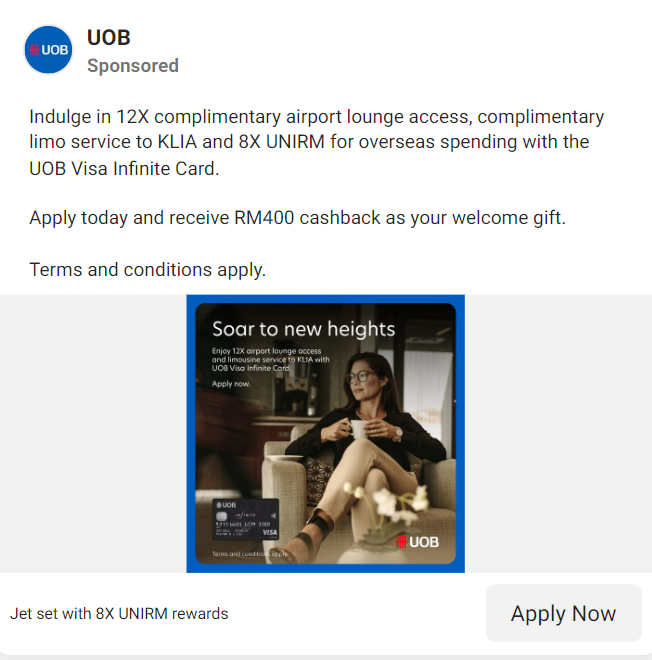 UOB
UOB
Sponsored
Indulge in 12X complimentary airport lounge access, complimentary
limo service to KLIA and 8X UNIRM for overseas spending with the
UOB Visa Infinite Card.
Apply today and receive RM400 cashback as your welcome gift.
Terms and conditions apply.
Soar to new heights
Enjoy 12X airport lounge access
and limousine service to KLIA with
UOB Visa Infinite Card.
Apply now.
UOB
VISA
UOB
Terms and conditions apply.
Jet set with 8X UNIRM rewards
Apply Now